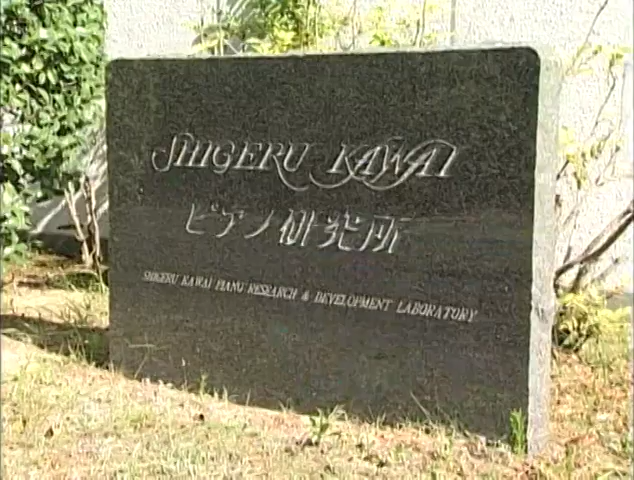 SHIGERU KAWAI
ピアノ研究所
SHIGERU KAWAI PIANO RESEARCH & DEVELOPMENT LABORATORY